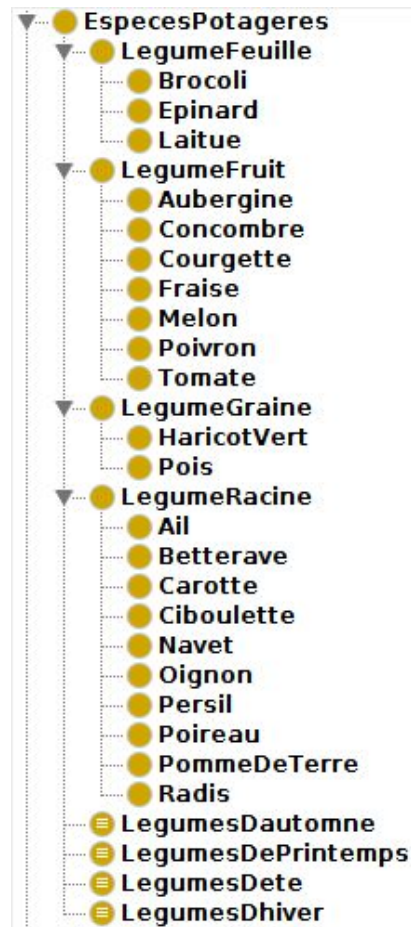 EspecesPotageres
LegumeFeuille
Brocoli
Epinard
Laitue
LegumeFruit
Aubergine
Concombre
Courgette
Fraise
Melon
Poivron
Tomate
LegumeGraine
HaricotVert
Pois
LegumeRacine
Ail
Betterave
Carotte
Ciboulette
Navet
Oignon
Persil
Poireau
PommeDeTerre
Radis
LegumesDautomne
LegumesDePrintemps
LegumesDete
LegumesDhiver